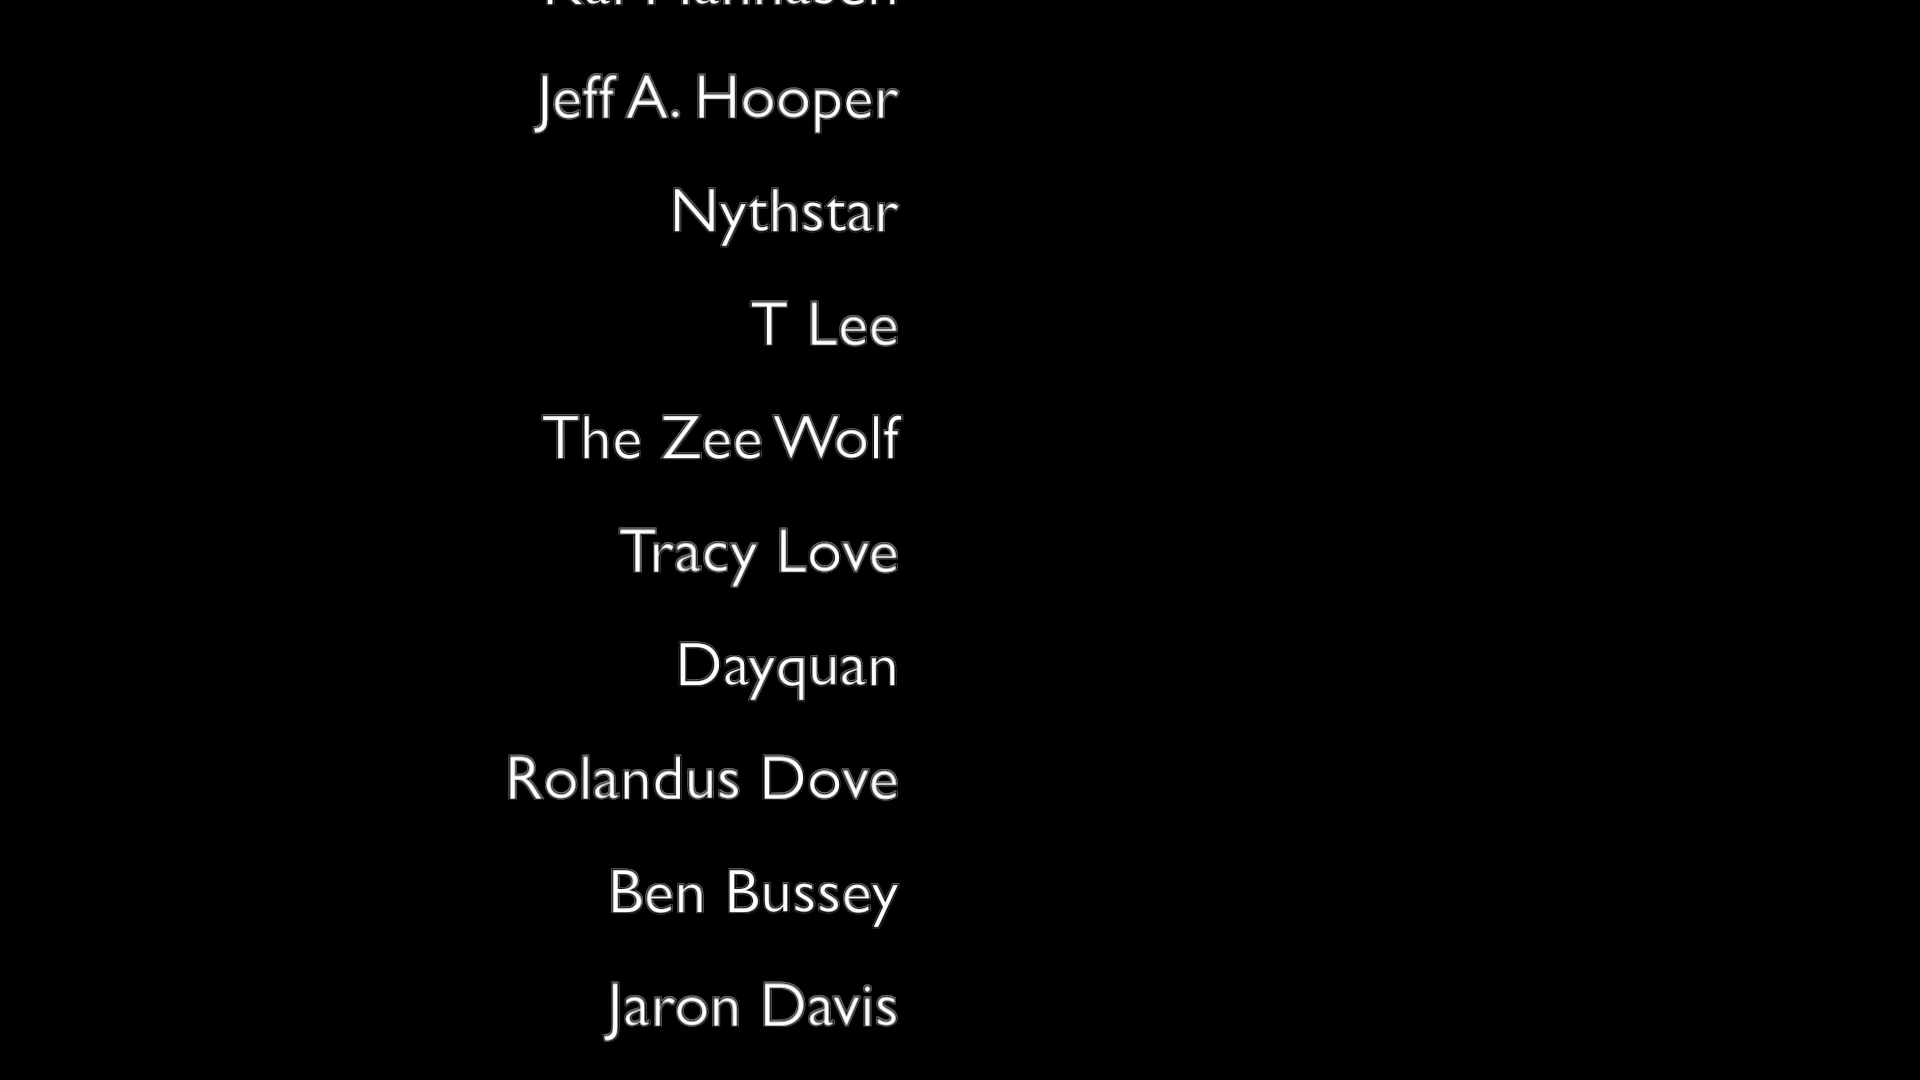 Jeff A. Hooper
Nythstar
T Lee
The Zee Wolf
Tracy Love
Dayquan
Rolandus Dove
Ben Bussey
Jaron Davis